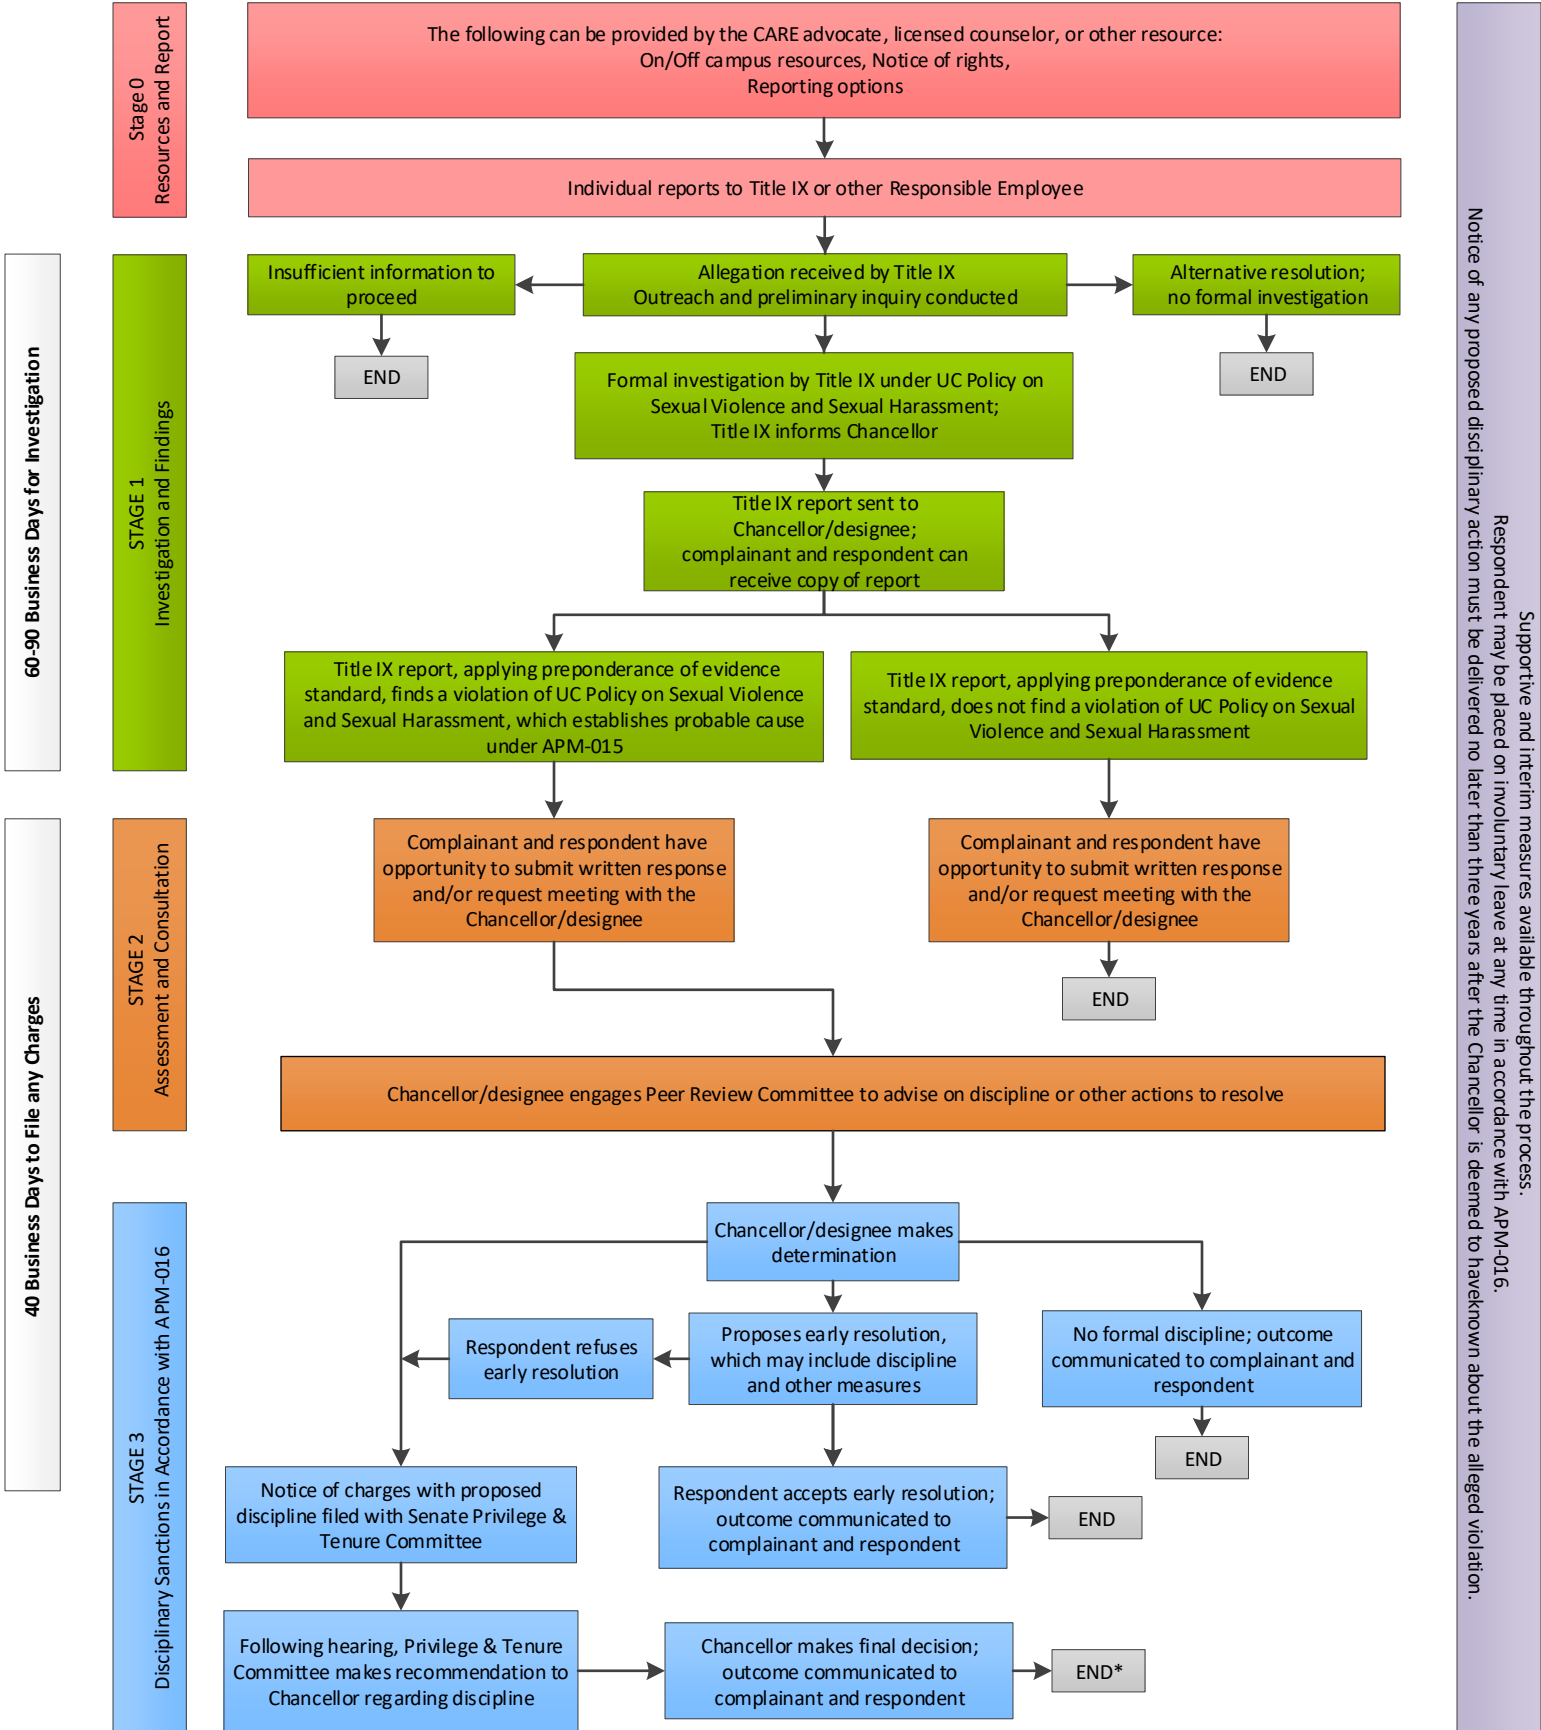 Stage 0
Resources and Report
The following can be provided by the CARE advocate, licensed counselor, or other resource:
On/Off campus resources, Notice of rights,
Reporting options
Individual reports to Title IX or other Responsible Employee
60-90 Business Days for Investigation
STAGE 1
Investigation and Findings
Insufficient information to
proceed
Allegation received by Title IX
Outreach and preliminary inquiry conducted
Alternative resolution;
no formal investigation
END
END
Formal investigation by Title IX under UC Policy on
Sexual Violence and Sexual Harassment;
Title IX informs Chancellor
Title IX report sent to
Chancellor/designee;
complainant and respondent can
receive copy of report
Title IX report, applying preponderance of evidence
standard, finds a violation of UC Policy on Sexual Violence
and Sexual Harassment, which establishes probable cause
under APM-015
Title IX report, applying preponderance of evidence
standard, does not find a violation of UC Policy on Sexual
Violence and Sexual Harassment
40 Business Days to File any Charges
STAGE 2
Assessment and Consultation
Complainant and respondent have
opportunity to submit written response
and/or request meeting with the
Chancellor/designee
Complainant and respondent have
opportunity to submit written response
and/or request meeting with the
Chancellor/designee
END
Chancellor/designee engages Peer Review Committee to advise on discipline or other actions to resolve
STAGE 3
Disciplinary Sanctions in Accordance with APM-016
Chancellor/designee makes
determination
Respondent refuses
early resolution
Proposes early resolution,
which may include discipline
and other measures
No formal discipline; outcome
communicated to complainant and
respondent
END
Notice of charges with proposed
discipline filed with Senate Privilege &
Tenure Committee
Respondent accepts early resolution;
outcome communicated to
complainant and respondent
END
Following hearing, Privilege & Tenure
Committee makes recommendation to
Chancellor regarding discipline
Chancellor makes final decision;
outcome communicated to
complainant and respondent
END*
Supportive and interim measures available throughout the process.
Respondent may be placed on involuntary leave at any time in accordance with APM-016.
Notice of any proposed disciplinary action must be delivered no later than three years after the Chancellor is deemed to haveknown about the alleged violation.